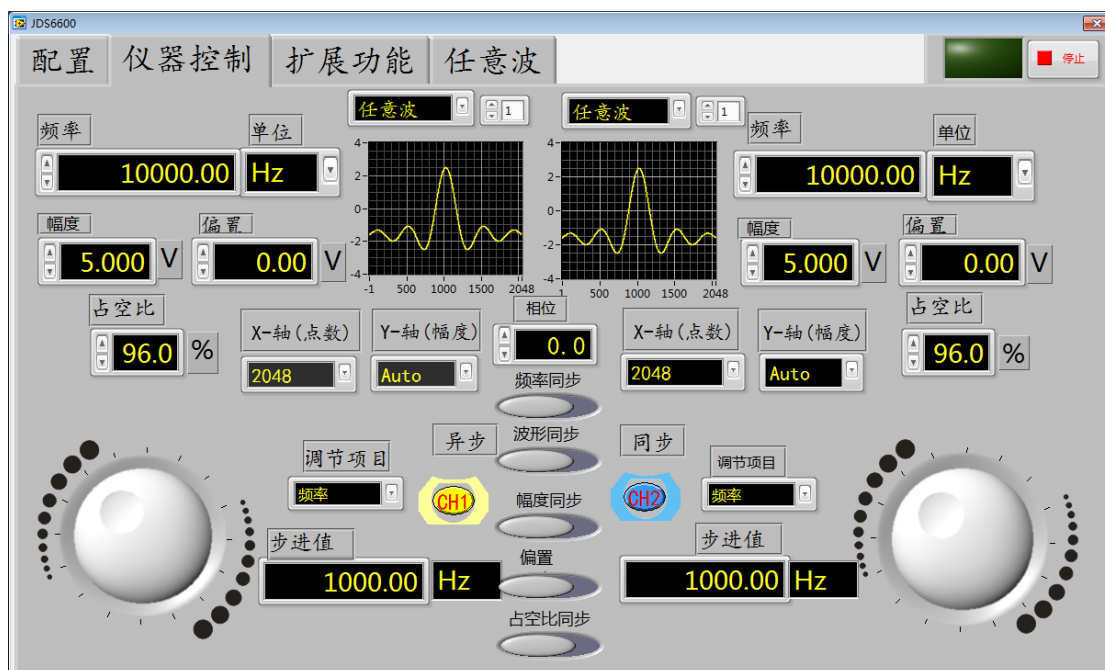 JDS6600
配置 仪器控制 扩展功能 任意波 停止
任意波 1 任意波 1
频率 单位 频率 单位
10000.00 Hz 10000.00 Hz
4- 2- 0- -2- -4-
-1 500 1000 1500 2048
4- 2- 0- -2- -4-
1 500 1000 1500 2048
幅度 偏置 幅度 偏置
5.000 V 0.00 V 5.000 V 0.00 V
占空比 相位 占空比
X-轴(点数) Y-轴(幅度) X-轴(点数) Y-轴(幅度)
96.0 % 0.0 96.0 %
2048 Auto 2048 Auto
频率同步
异步 波形同步 同步
调节项目 调节项目
频率 CH1 幅度同步 CH2 频率
步进值 偏置 步进值
1000.00 Hz 1000.00 Hz
占空比同步